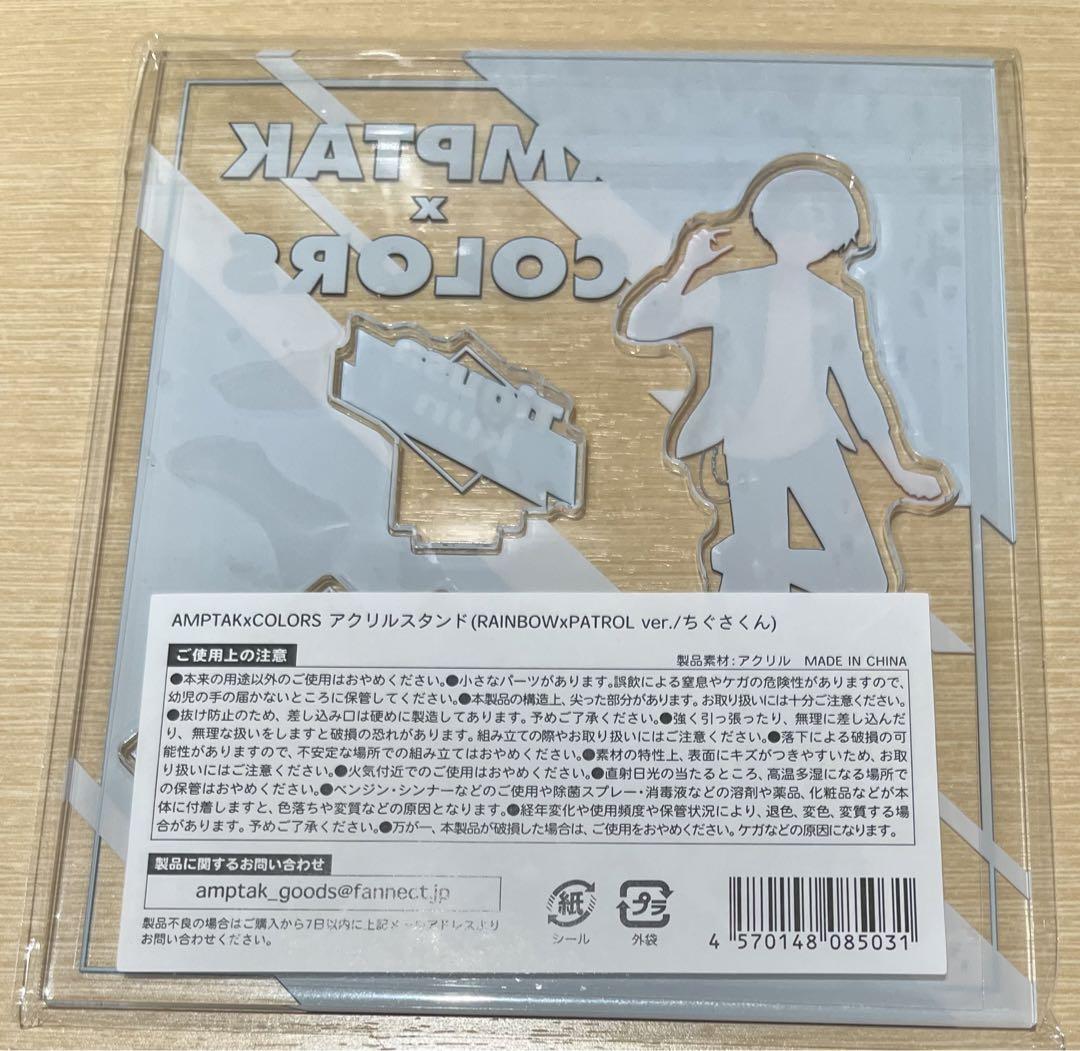 AMPTAK
x
COLORS
AMPTAKxCOLORS アクリルスタンド(RAINBOWxPATROL ver./ちぐさくん)
ご使用上の注意
製品素材:アクリル MADE IN CHINA
●本来の用途以外のご使用はおやめください。●小さなパーツがあります。誤飲による窒息やケガの危険性がありますので、
幼児の手の届かないところに保管してください。●本製品の構造上、尖った部分があります。お取り扱いには十分ご注意ください。
●抜け防止のため、差し込み口は硬めに製造してあります。予めご了承ください。●強く引っ張ったり、無理に差し込んだ
り、無理な扱いをしますと破損の恐れがあります。組み立ての際やお取り扱いにはご注意ください。●落下による破損の可
能性がありますので、不安定な場所での組み立てはおやめください。●素材の特性上、表面にキズがつきやすいため、お取
り扱いにはご注意ください。●火気付近でのご使用はおやめください。●直射日光の当たるところ、高温多湿になる場所で
の保管はおやめください。●ベンジン・シンナーなどのご使用や除菌スプレー・消毒液などの溶剤や薬品、化粧品などが本
体に付着しますと、色落ちや変質などの原因となります。●経年変化や使用頻度や保管状況により、退色、変色、変質する場
合があります。予めご了承ください。●万が一、本製品が破損した場合は、ご使用をおやめください。ケガなどの原因になります。
製品に関するお問い合わせ
amptak_goods@fannect.jp
製品不良の場合はご購入から7日以内に上記メールアドレスより
お問い合わせください。
紙
シール
プラ
外袋
4 570148 085031